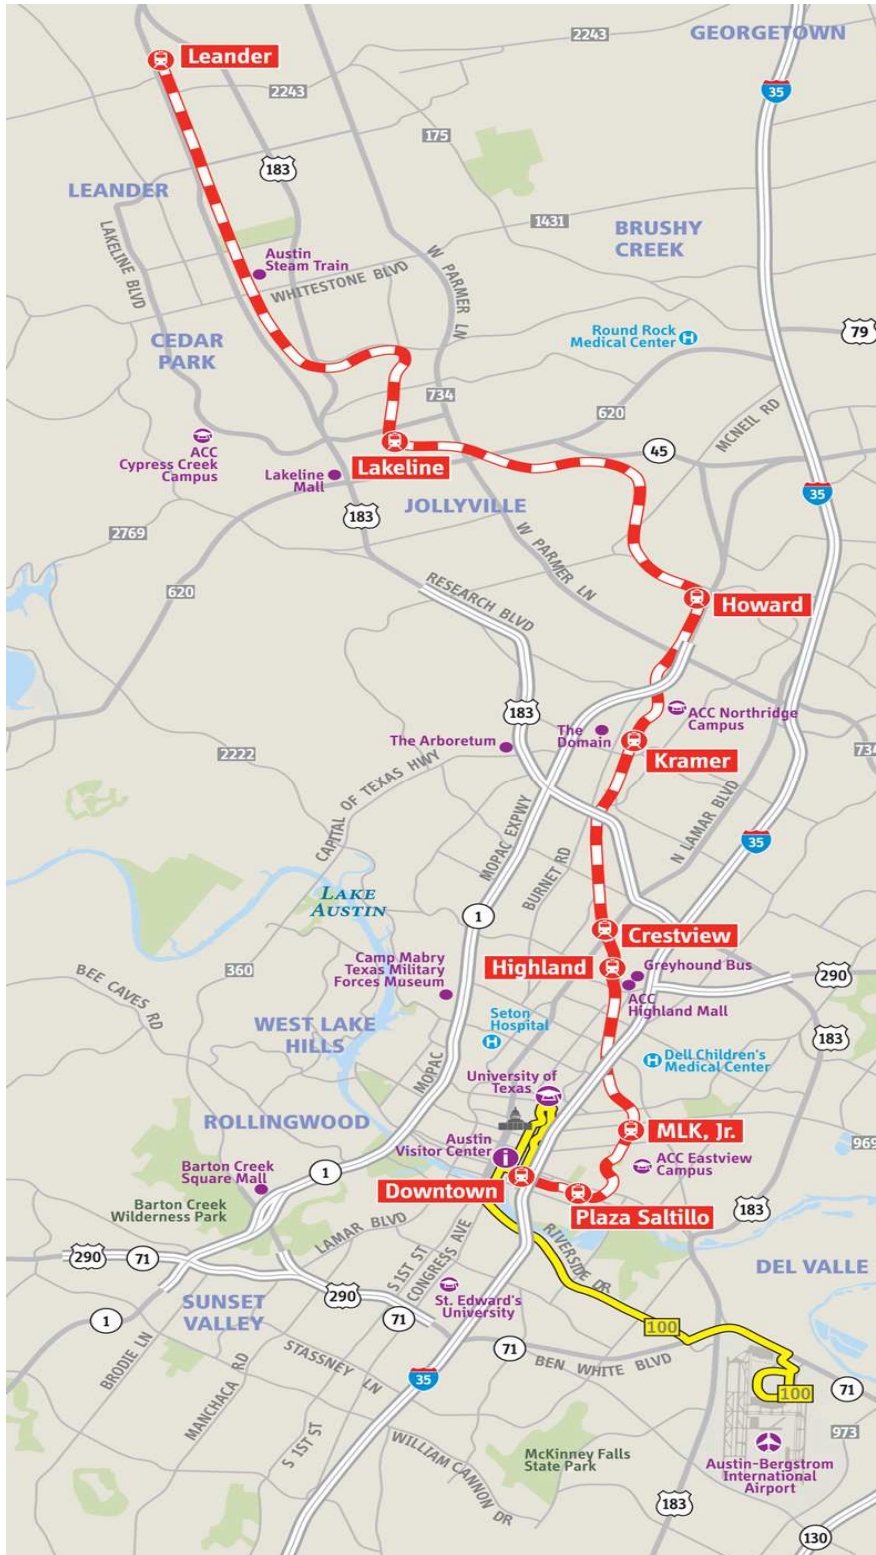 GEORGETOWN
2243
35
Leander
2243
175
183
LEANDER
1431
BRUSHY
CREEK
LAKELINE BLVD
Austin
Steam Train
W PARMER LN
WHITESTONE BLVD
CEDAR
PARK
Round Rock
Medical Center
H
79
734
620
MCNEIL RD
ACC
Cypress Creek
Campus
Lakeline
45
Lakeline
Mall
35
JOLLYVILLE
183
2769
W PARMER LN
620
RESEARCH BLVD
Howard
183
ACC Northridge
Campus
The
Domain
The Arboretum
2222
Kramer
734
CAPITAL OF TEXAS HWY
MOPAC EXPWY
N LAMAR BLVD
35
BURNET RD
LAKE
AUSTIN
1
Crestview
Camp Mabry
Texas Military
Forces Museum
Highland
Greyhound Bus
360
290
BEE CAVES RD
ACC
Highland Mall
Seton
Hospital
H
WEST LAKE
HILLS
183
H
Dell Children's
Medical Center
MOPAC
University of
Texas
ROLLINGWOOD
MLK, Jr.
969
Austin
Visitor Center
i
Barton Creek
Square Mall
1
ACC Eastview
Campus
Downtown
Barton Creek
Wilderness Park
Plaza Saltillo
183
LAMAR BLVD
RIVERSIDE DR
290
71
S 1ST ST
CONGRESS AVE
DEL VALLE
290
St. Edward's
University
SUNSET
VALLEY
1
71
100
71
BRODIE LN
STASSNEY LN
BEN WHITE BLVD
MANCHACA RD
35
100
71
S 1ST ST
973
WILLIAM CANNON DR
McKinney Falls
State Park
Austin-Bergstrom
International
Airport
183
130